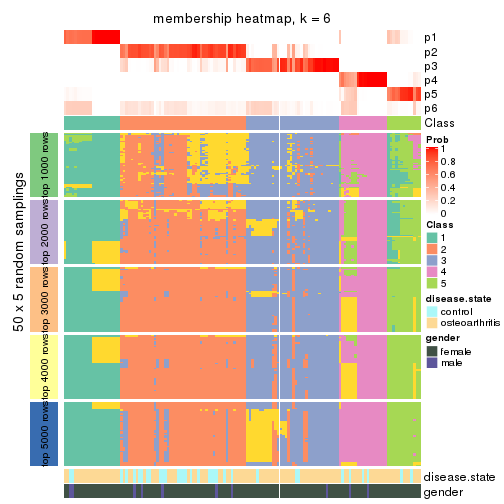 membership heatmap, k = 6
p1
p2
p3
p4
p5
p6
Class
50 x 5 random samplings
top 1000 rows
top 2000 rows
top 3000 rows
top 4000 rows
top 5000 rows
Prob
1
0.8
0.6
0.4
0.2
0
Class
1
2
3
4
5
disease.state
control
osteoarthritis
gender
female
male
disease.state
gender